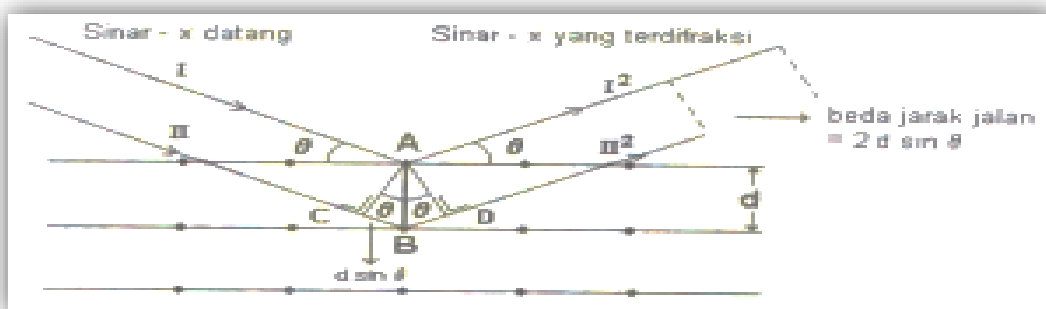 Sinar - x datang
Sinar - x yang terdifraksi
I
I²
II
θ
A
θ
II²
beda jarak jalan
= 2 d sin θ
C
θ
θ
D
d
B
d sin θ